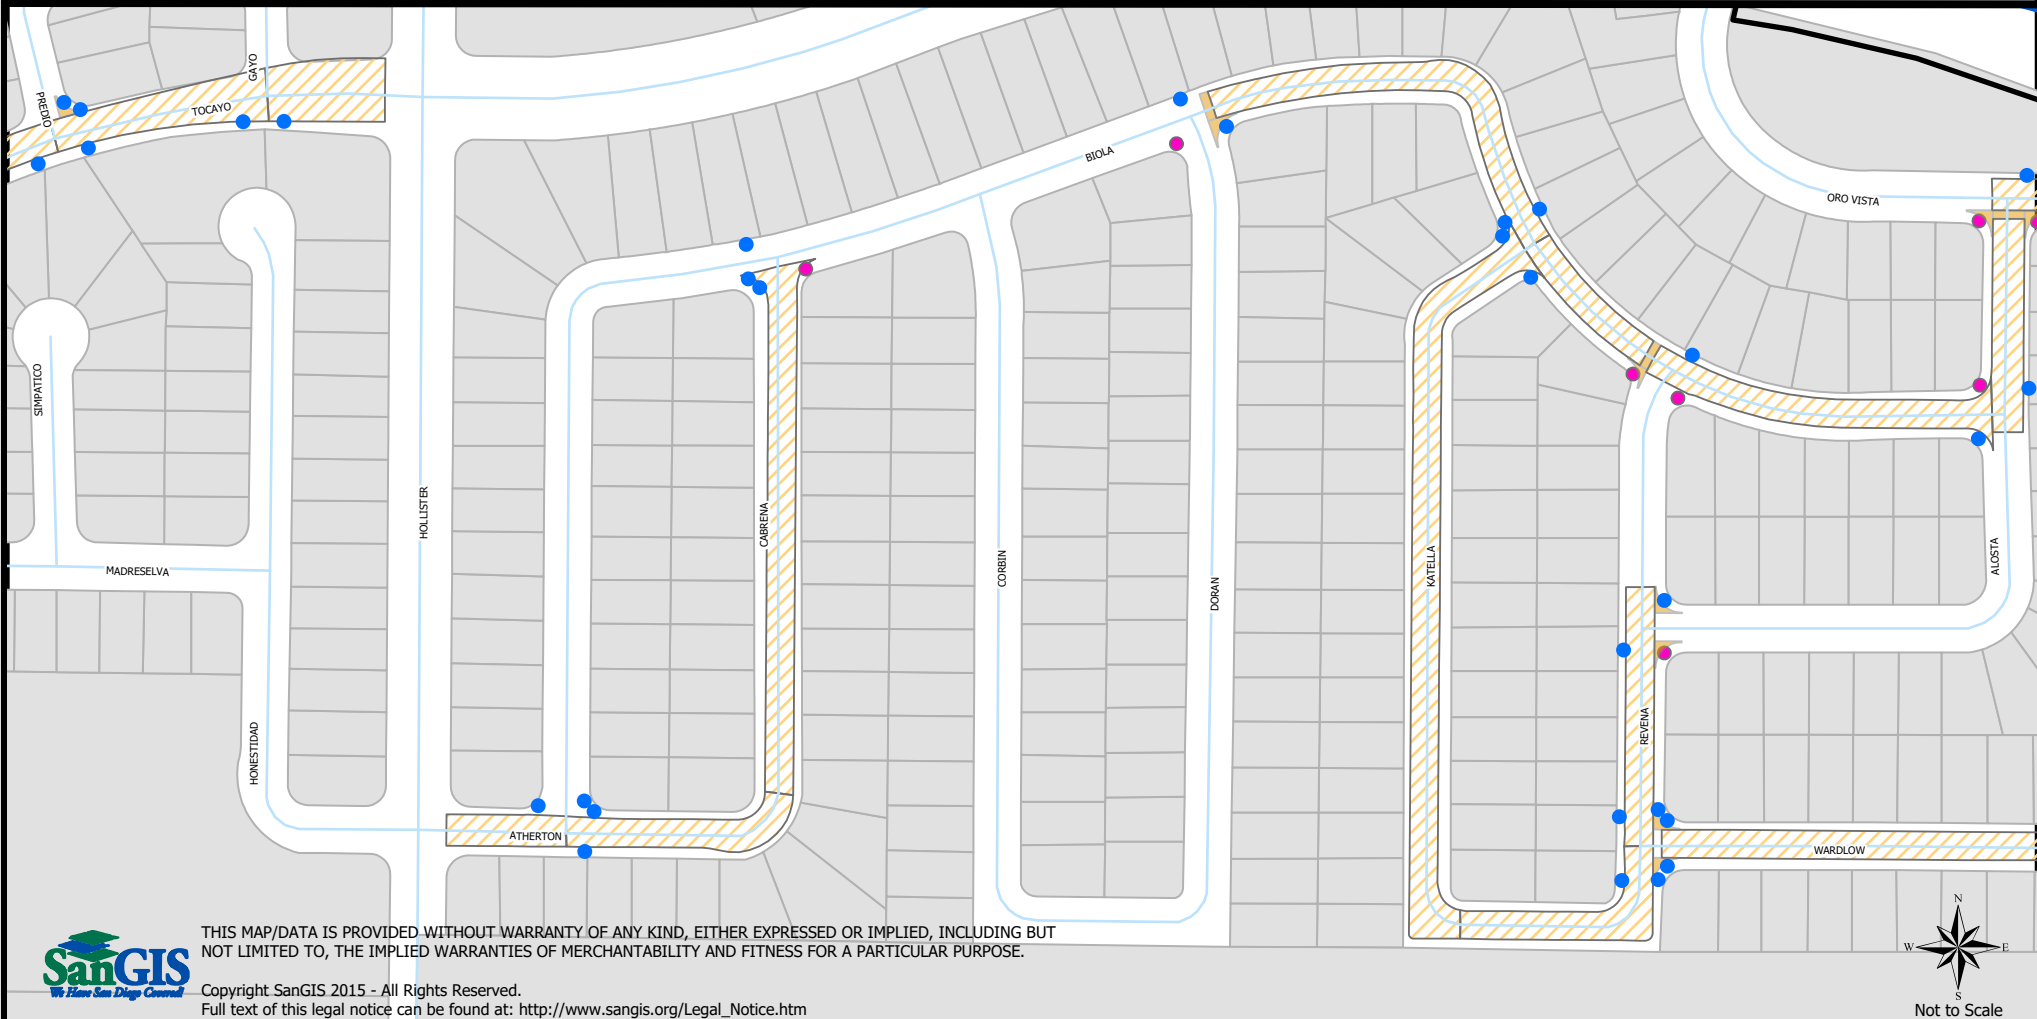 GAYO
PREDIO
TOCAYO
BIOLA
ORO VISTA
SIMPATICO
HOLLISTER
CABRENA
CORBIN
DORAN
KATELLA
ALOSTA
MADRESELVA
HONESTIDAD
REVENA
ATHERTON
WARDLOW
N
W
E
S
Not to Scale
SanGIS
We Have San Diego Covered!
THIS MAP/DATA IS PROVIDED WITHOUT WARRANTY OF ANY KIND, EITHER EXPRESSED OR IMPLIED, INCLUDING BUT
NOT LIMITED TO, THE IMPLIED WARRANTIES OF MERCHANTABILITY AND FITNESS FOR A PARTICULAR PURPOSE.
Copyright SanGIS 2015 - All Rights Reserved.
Full text of this legal notice can be found at: http://www.sangis.org/Legal_Notice.htm